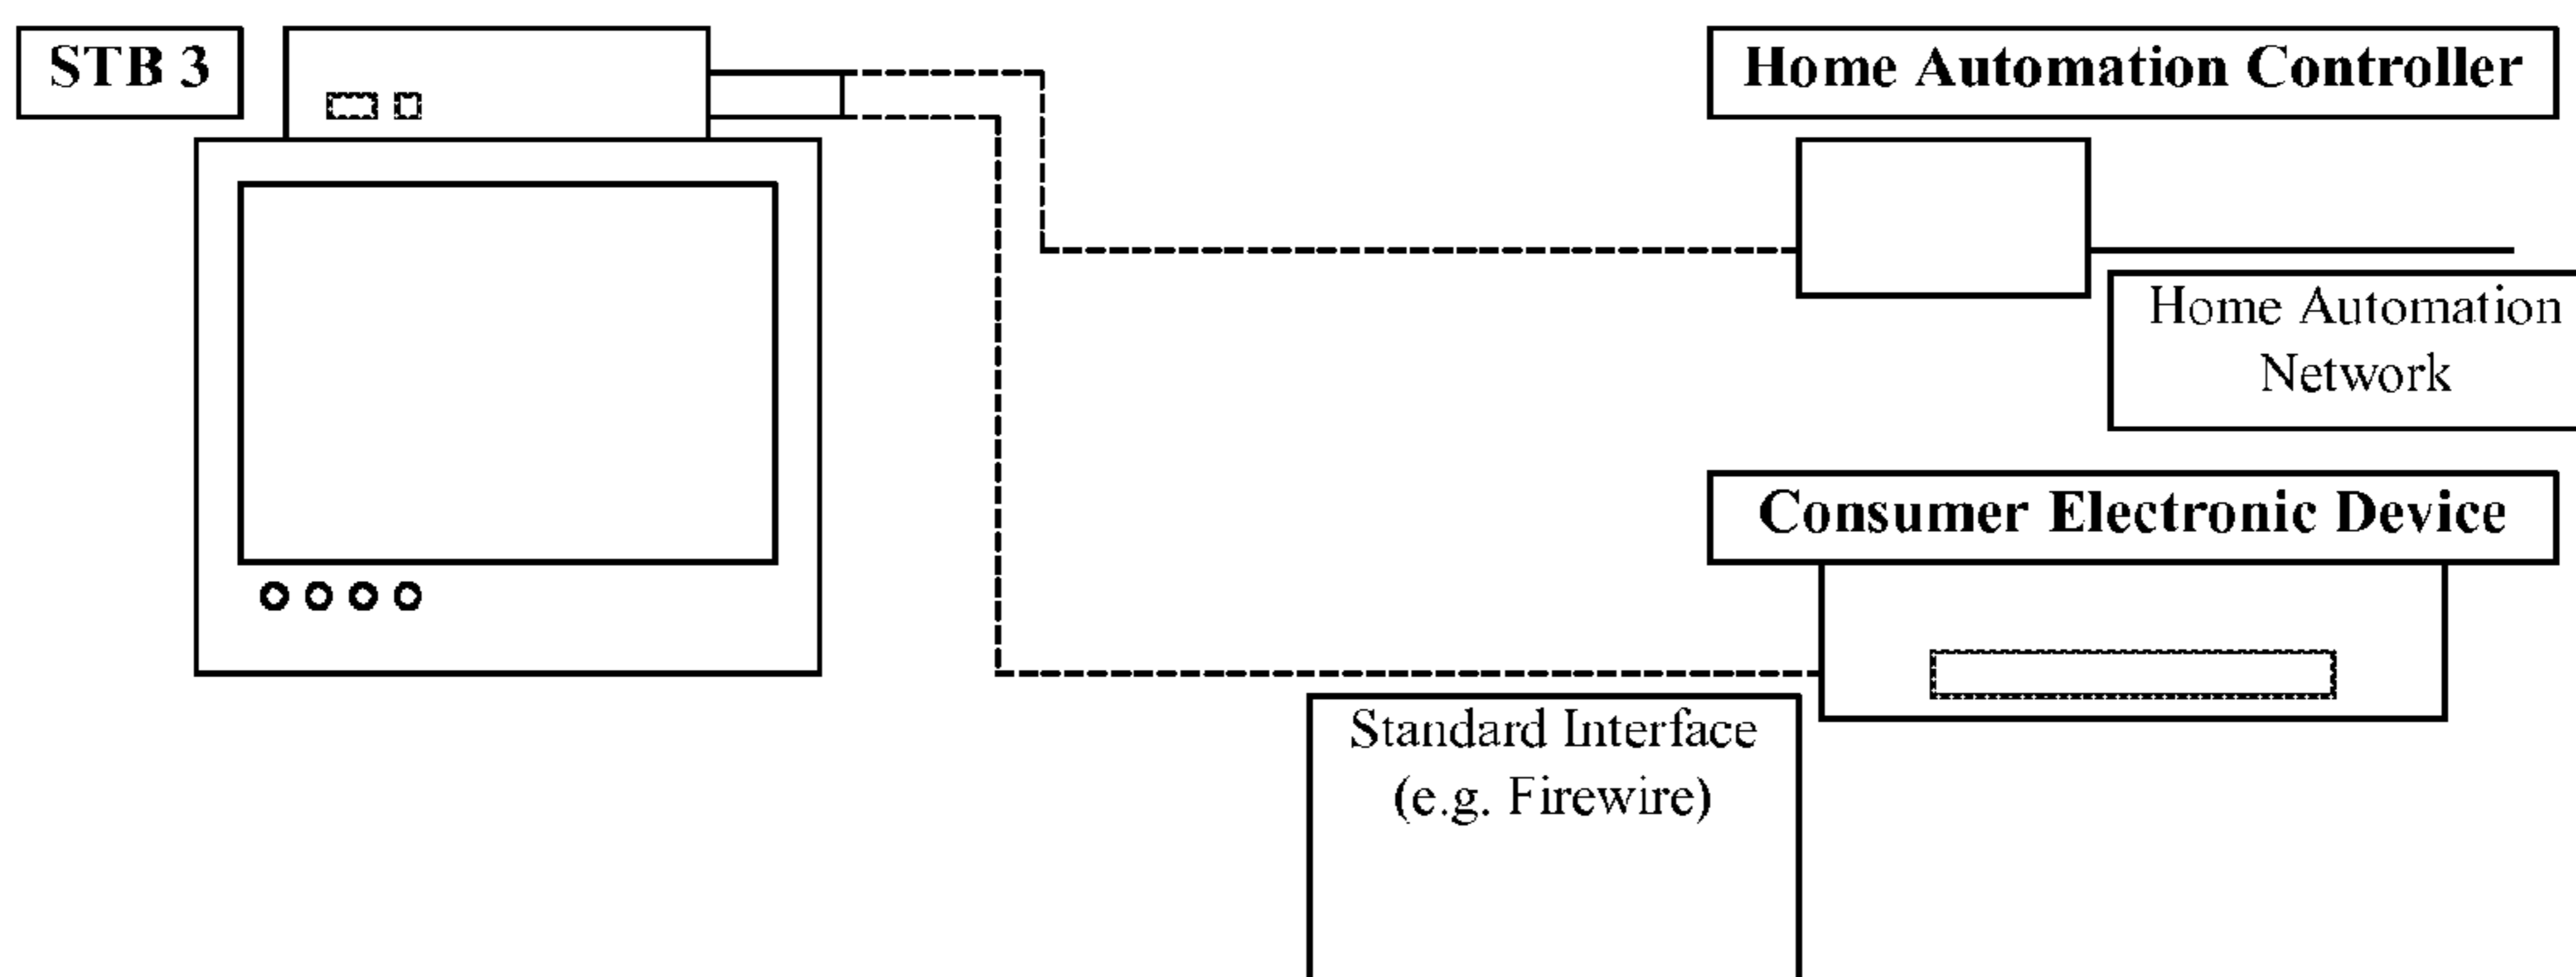 STB 3
Home Automation Controller
Home Automation
Network
Consumer Electronic Device
Standard Interface
(e.g. Firewire)